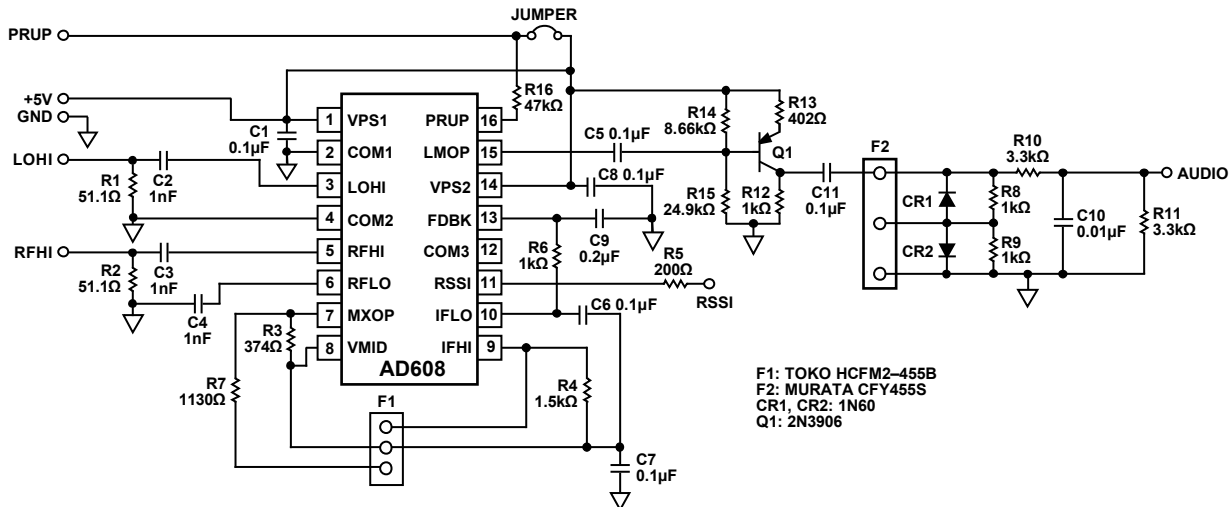 JUMPER
PRUP
+5V
GND
LOHI
RFHI
C1
0.1µF
R1
51.1Ω
C2
1nF
R2
51.1Ω
C3
1nF
C4
1nF
R3
374Ω
R7
1130Ω
F1
1 VPS1
2 COM1
3 LOHI
4 COM2
5 RFHI
6 RFLO
7 MXOP
8 VMID
PRUP 16
LMOP 15
VPS2 14
FDBK 13
COM3 12
RSSI 11
IFLO 10
IFHI 9
AD608
R16
47kΩ
C5 0.1µF
C8 0.1µF
R6
1kΩ
C9
0.2µF
R5
200Ω
RSSI
C6 0.1µF
R4
1.5kΩ
C7
0.1µF
R14
8.66kΩ
R13
402Ω
Q1
R15
24.9kΩ
R12
1kΩ
C11
0.1µF
F2
CR1
CR2
R8
1kΩ
R9
1kΩ
R10
3.3kΩ
C10
0.01µF
R11
3.3kΩ
AUDIO
F1: TOKO HCFM2–455B
F2: MURATA CFY455S
CR1, CR2: 1N60
Q1: 2N3906